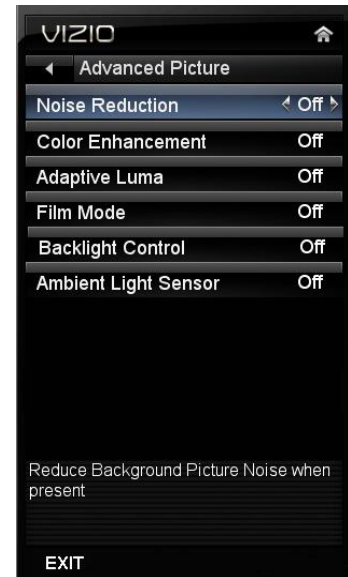 VIZIO
Advanced Picture
Noise Reduction Off
Color Enhancement Off
Adaptive Luma Off
Film Mode Off
Backlight Control Off
Ambient Light Sensor Off
Reduce Background Picture Noise when
present
EXIT